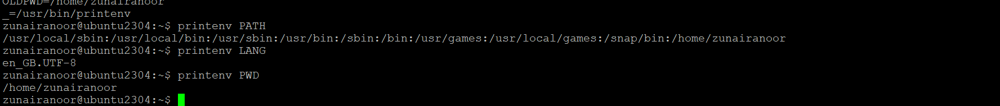 OLDPWD=/home/zunairanoor
_=/usr/bin/printenv
zunairanoor@ubuntu2304:~$ printenv PATH
/usr/local/sbin:/usr/local/bin:/usr/sbin:/usr/bin:/sbin:/bin:/usr/games:/usr/local/games:/snap/bin:/home/zunairanoor
zunairanoor@ubuntu2304:~$ printenv LANG
en_GB.UTF-8
zunairanoor@ubuntu2304:~$ printenv PWD
/home/zunairanoor
zunairanoor@ubuntu2304:~$